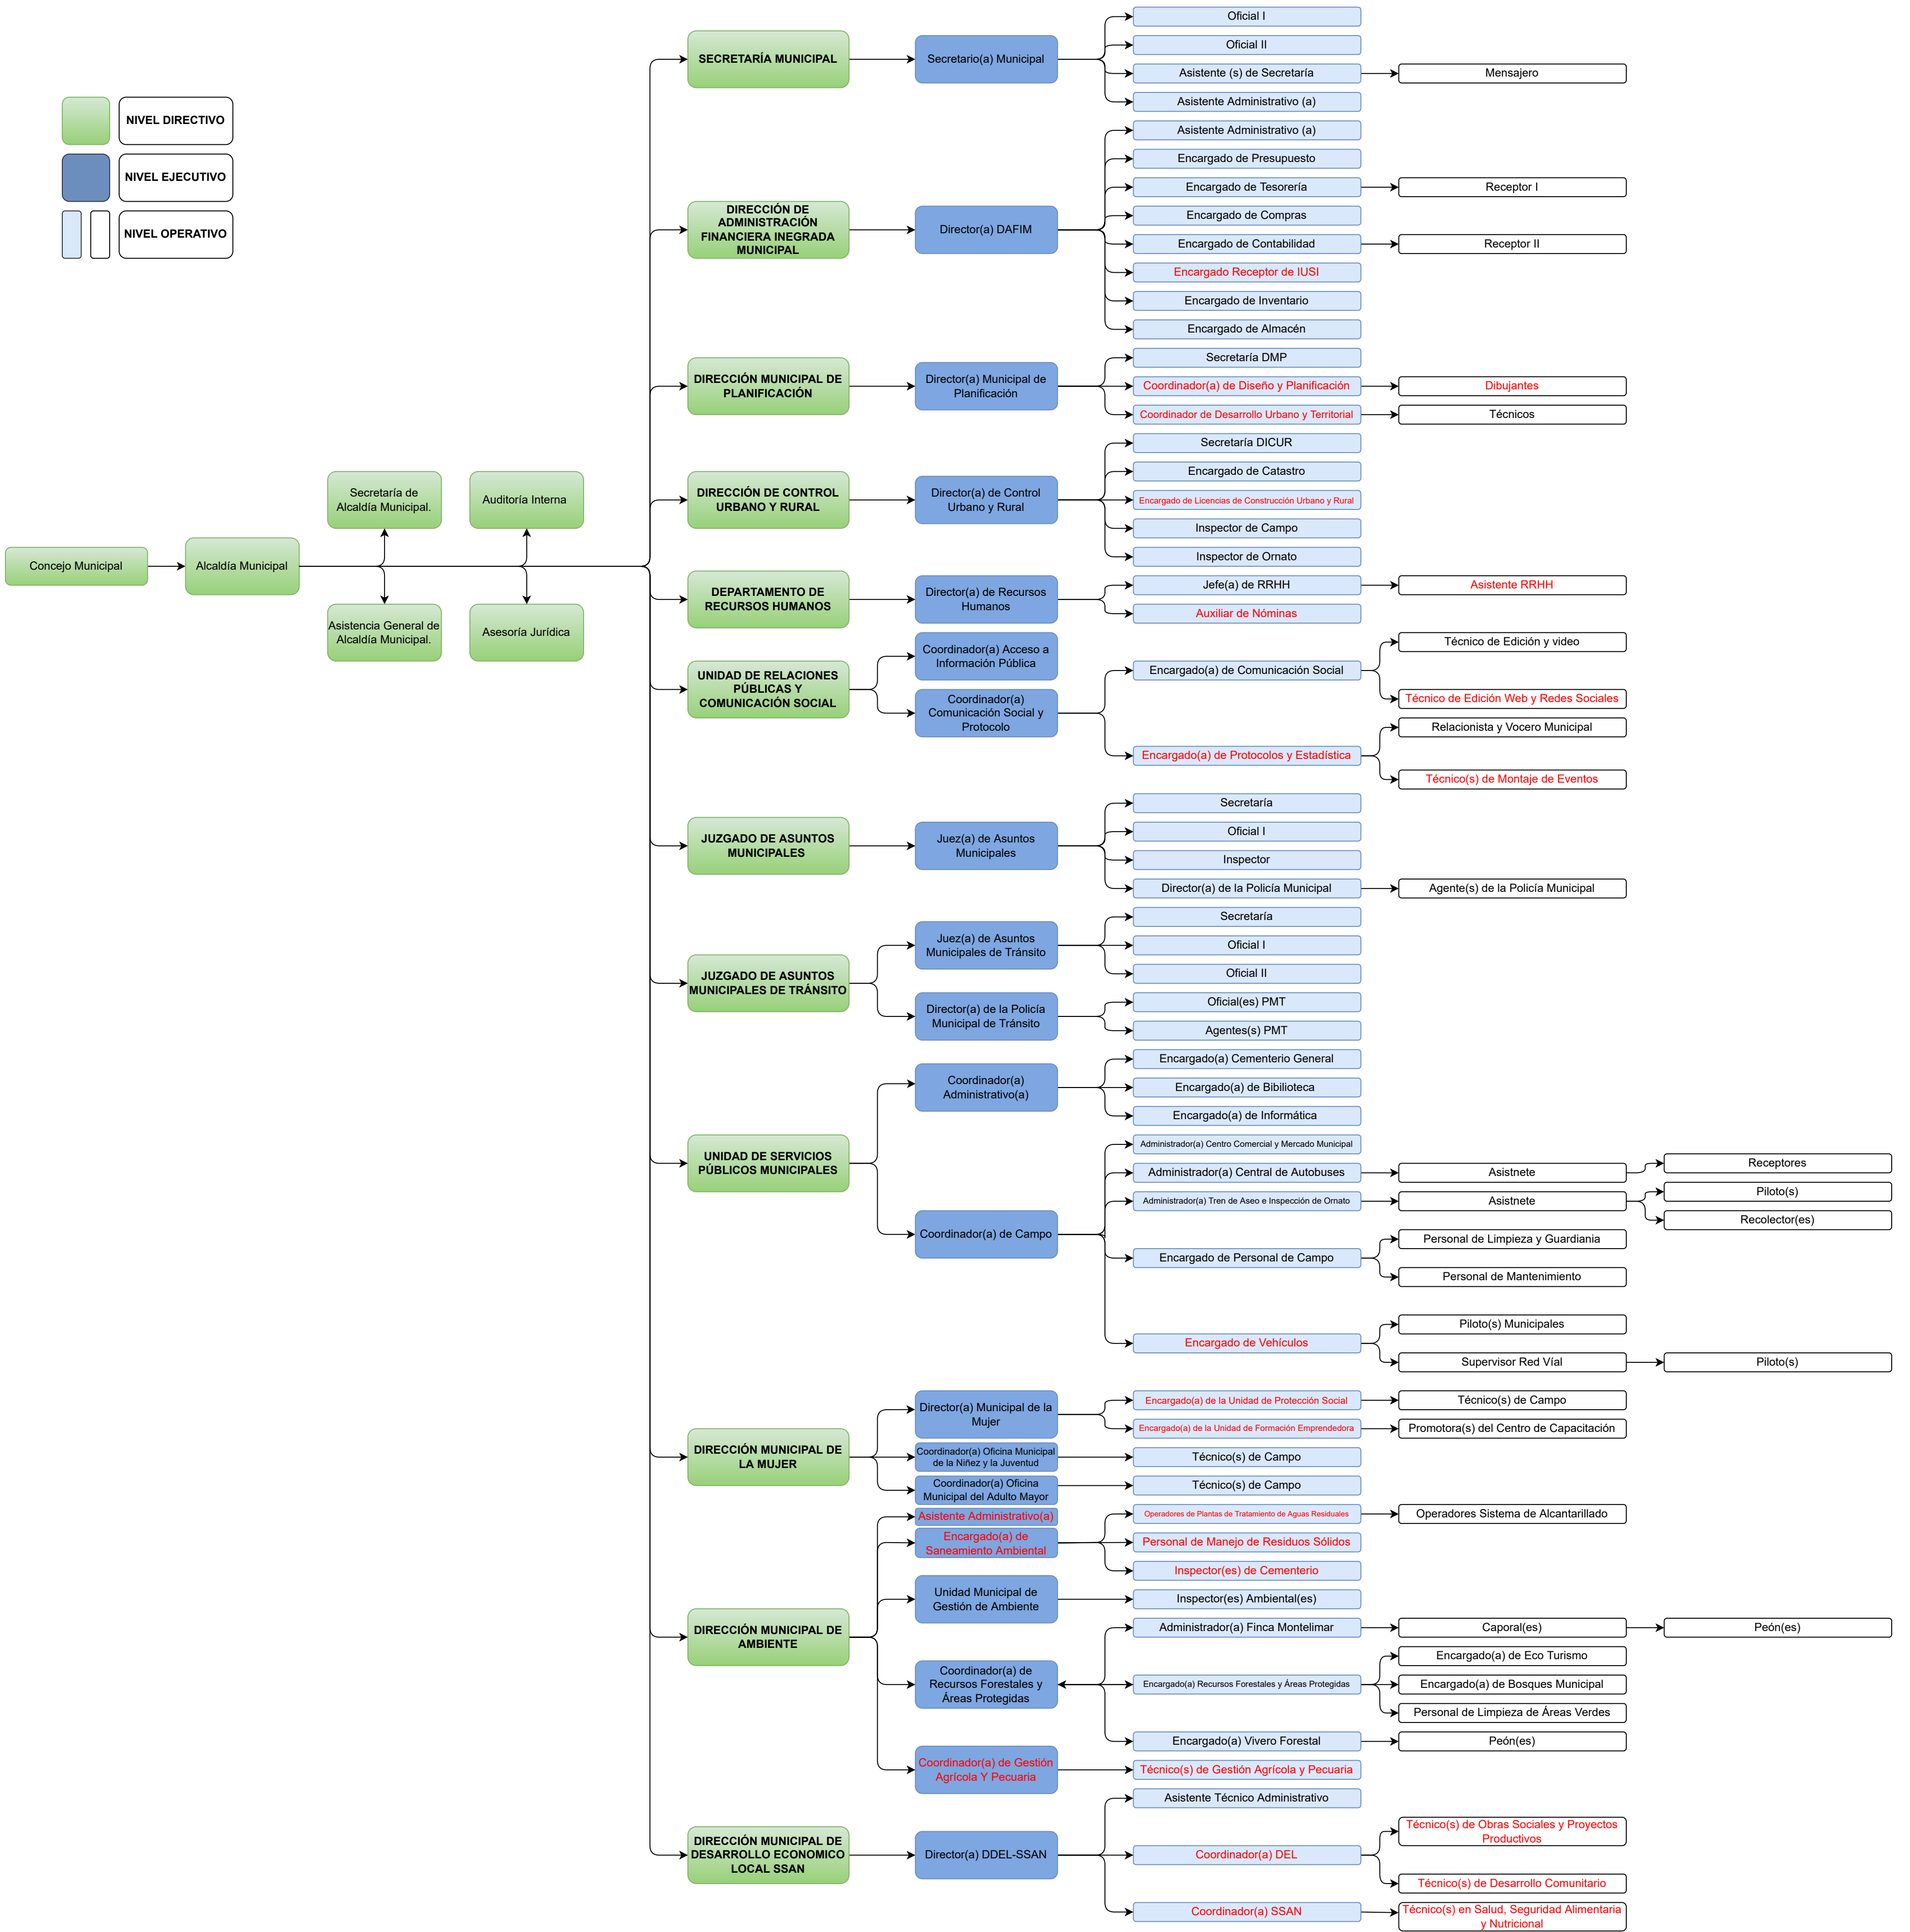 NIVEL DIRECTIVO
NIVEL EJECUTIVO
NIVEL OPERATIVO
Concejo Municipal
Alcaldía Municipal
Secretaría de
Alcaldía Municipal.
Auditoría Interna
Asistencia General de
Alcaldía Municipal.
Asesoría Jurídica
SECRETARÍA MUNICIPAL
Secretario(a) Municipal
Oficial I
Oficial II
Asistente (s) de Secretaría
Mensajero
Asistente Administrativo (a)
DIRECCIÓN DE
ADMINISTRACIÓN
FINANCIERA INEGRADA
MUNICIPAL
Director(a) DAFIM
Asistente Administrativo (a)
Encargado de Presupuesto
Encargado de Tesorería
Receptor I
Encargado de Compras
Encargado de Contabilidad
Receptor II
Encargado Receptor de IUSI
Encargado de Inventario
Encargado de Almacén
DIRECCIÓN MUNICIPAL DE
PLANIFICACIÓN
Director(a) Municipal de
Planificación
Secretaría DMP
Coordinador(a) de Diseño y Planificación
Dibujantes
Coordinador de Desarrollo Urbano y Territorial
Técnicos
DIRECCIÓN DE CONTROL
URBANO Y RURAL
Director(a) de Control
Urbano y Rural
Secretaría DICUR
Encargado de Catastro
Encargado de Licencias de Construcción Urbano y Rural
Inspector de Campo
Inspector de Ornato
DEPARTAMENTO DE
RECURSOS HUMANOS
Director(a) de Recursos
Humanos
Jefe(a) de RRHH
Asistente RRHH
Auxiliar de Nóminas
UNIDAD DE RELACIONES
PÚBLICAS Y
COMUNICACIÓN SOCIAL
Coordinador(a) Acceso a
Información Pública
Coordinador(a)
Comunicación Social y
Protocolo
Encargado(a) de Comunicación Social
Técnico de Edición y video
Técnico de Edición Web y Redes Sociales
Encargado(a) de Protocolos y Estadística
Relacionista y Vocero Municipal
Técnico(s) de Montaje de Eventos
JUZGADO DE ASUNTOS
MUNICIPALES
Juez(a) de Asuntos
Municipales
Secretaría
Oficial I
Inspector
Director(a) de la Policía Municipal
Agente(s) de la Policía Municipal
JUZGADO DE ASUNTOS
MUNICIPALES DE TRÁNSITO
Juez(a) de Asuntos
Municipales de Tránsito
Secretaría
Oficial I
Oficial II
Director(a) de la Policía
Municipal de Tránsito
Oficial(es) PMT
Agentes(s) PMT
UNIDAD DE SERVICIOS
PÚBLICOS MUNICIPALES
Coordinador(a)
Administrativo(a)
Encargado(a) Cementerio General
Encargado(a) de Bibilioteca
Encargado(a) de Informática
Coordinador(a) de Campo
Administrador(a) Centro Comercial y Mercado Municipal
Administrador(a) Central de Autobuses
Asistnete
Receptores
Administrador(a) Tren de Aseo e Inspección de Ornato
Asistnete
Piloto(s)
Recolector(es)
Encargado de Personal de Campo
Personal de Limpieza y Guardiania
Personal de Mantenimiento
Encargado de Vehículos
Piloto(s) Municipales
Supervisor Red Víal
Piloto(s)
DIRECCIÓN MUNICIPAL DE
LA MUJER
Director(a) Municipal de la
Mujer
Encargado(a) de la Unidad de Protección Social
Técnico(s) de Campo
Encargado(a) de la Unidad de Formación Emprendedora
Promotora(s) del Centro de Capacitación
Coordinador(a) Oficina Municipal
de la Niñez y la Juventud
Técnico(s) de Campo
Coordinador(a) Oficina
Municipal del Adulto Mayor
Técnico(s) de Campo
DIRECCIÓN MUNICIPAL DE
AMBIENTE
Asistente Administrativo(a)
Encargado(a) de
Saneamiento Ambiental
Operadores de Plantas de Tratamiento de Aguas Residuales
Operadores Sistema de Alcantarillado
Personal de Manejo de Residuos Sólidos
Inspector(es) de Cementerio
Unidad Municipal de
Gestión de Ambiente
Inspector(es) Ambiental(es)
Coordinador(a) de
Recursos Forestales y
Áreas Protegidas
Administrador(a) Finca Montelimar
Caporal(es)
Peón(es)
Encargado(a) Recursos Forestales y Áreas Protegidas
Encargado(a) de Eco Turismo
Encargado(a) de Bosques Municipal
Personal de Limpieza de Áreas Verdes
Encargado(a) Vivero Forestal
Peón(es)
Coordinador(a) de Gestión
Agrícola Y Pecuaria
Técnico(s) de Gestión Agrícola y Pecuaria
DIRECCIÓN MUNICIPAL DE
DESARROLLO ECONOMICO
LOCAL SSAN
Director(a) DDEL-SSAN
Asistente Técnico Administrativo
Coordinador(a) DEL
Técnico(s) de Obras Sociales y Proyectos
Productivos
Técnico(s) de Desarrollo Comunitario
Coordinador(a) SSAN
Técnico(s) en Salud, Seguridad Alimentaria
y Nutricional